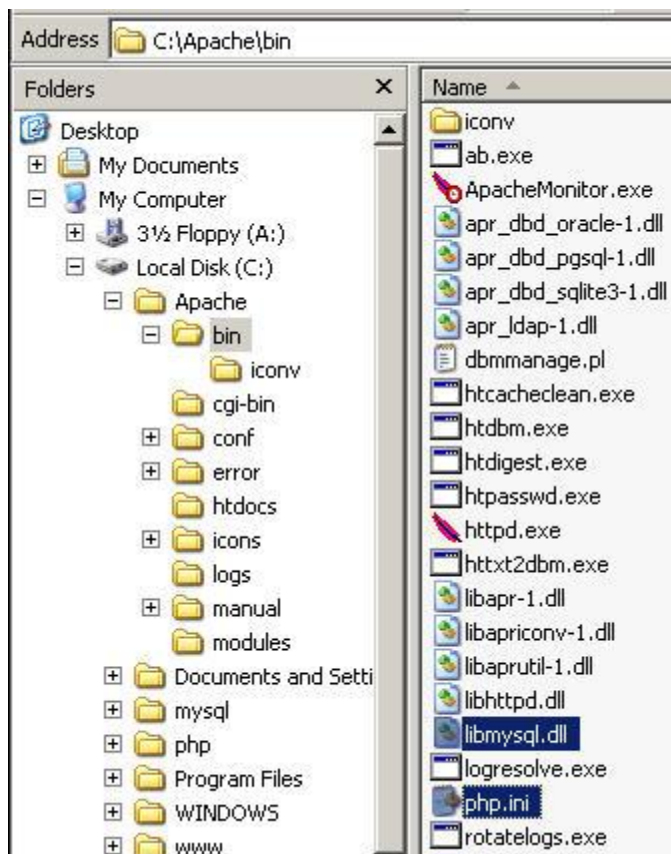 Address C:\Apache\bin
Folders
Desktop
My Documents
My Computer
3½ Floppy (A:)
Local Disk (C:)
Apache
bin
iconv
cgi-bin
conf
error
htdocs
icons
logs
manual
modules
Documents and Setti
mysql
php
Program Files
WINDOWS
www
Name
iconv
ab.exe
ApacheMonitor.exe
apr_dbd_oracle-1.dll
apr_dbd_pgsql-1.dll
apr_dbd_sqlite3-1.dll
apr_ldap-1.dll
dbmmanage.pl
htcacheclean.exe
htdbm.exe
htdigest.exe
htpasswd.exe
httpd.exe
httxt2dbm.exe
libapr-1.dll
libapriconv-1.dll
libaprutil-1.dll
libhttpd.dll
libmysql.dll
logresolve.exe
php.ini
rotatelogs.exe